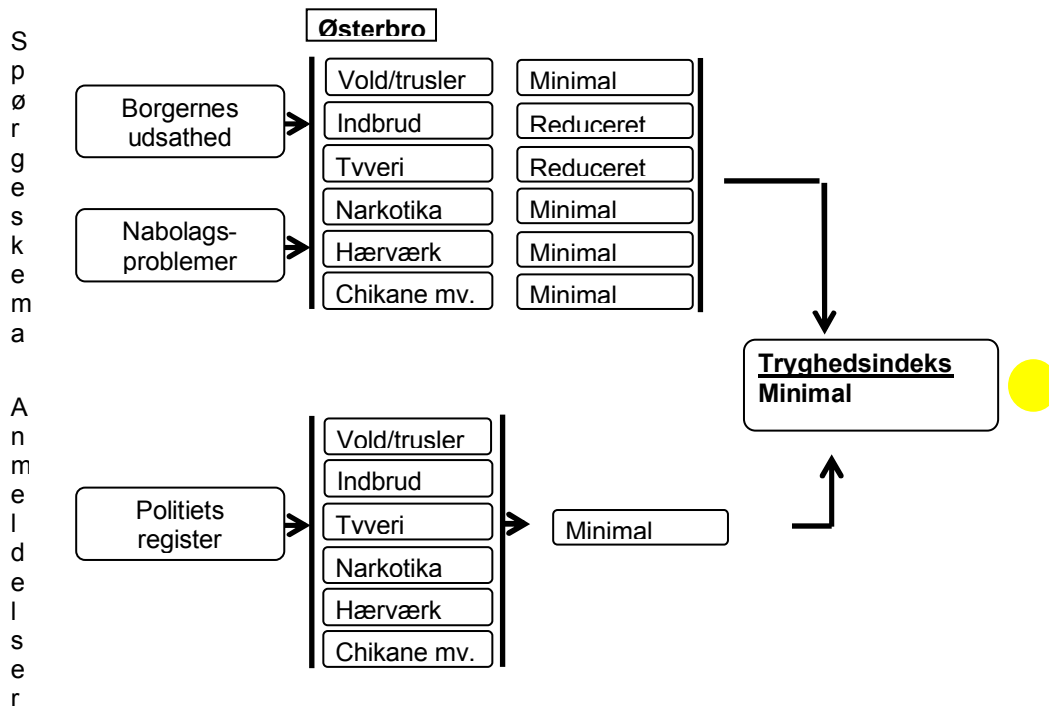 Østerbro
Spørgeskema
Borgernes
udsathed
Nabolags-
problemer
Vold/trusler
Minimal
Indbrud
Reduceret
Tyveri
Reduceret
Narkotika
Minimal
Hærværk
Minimal
Chikane mv.
Minimal
Tryghedsindeks
Minimal
Anmeldelser
Politiets
register
Vold/trusler
Indbrud
Tyveri
Narkotika
Hærværk
Chikane mv.
Minimal